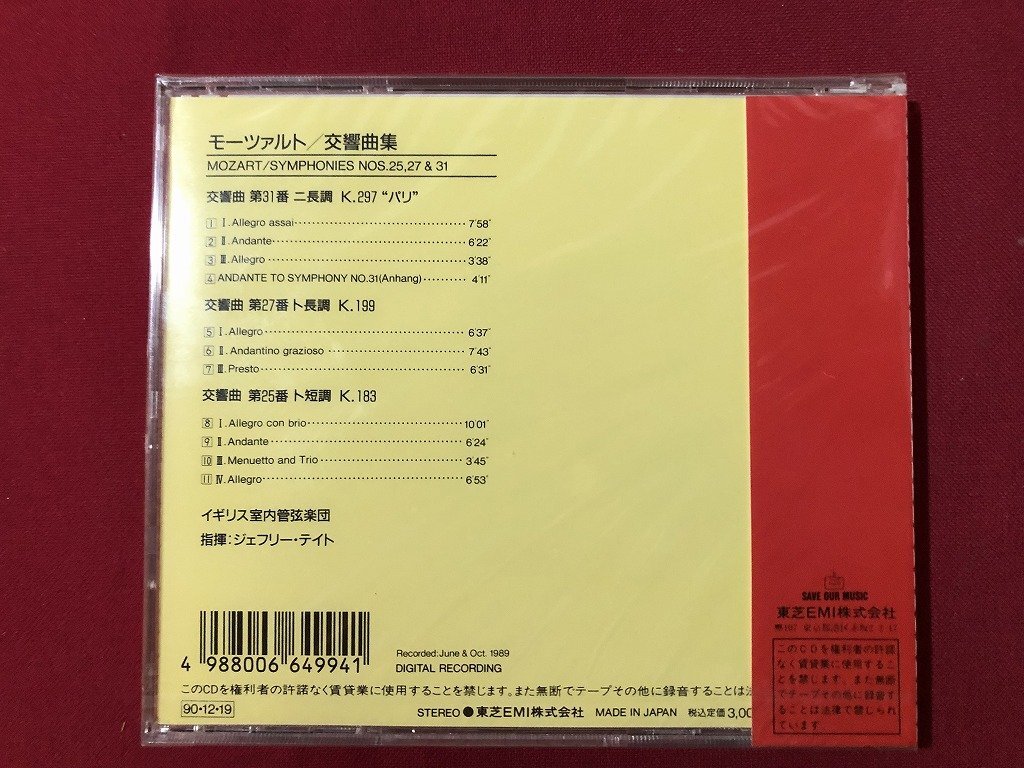 モーツァルト/交響曲集
MOZART/SYMPHONIES NOS.25,27 & 31
交響曲 第31番 ニ長調 K.297 “パリ”
1 Ⅰ.Allegro assai 7'58"
2 Ⅱ.Andante 6'22"
3 Ⅲ.Allegro 3'38"
4 ANDANTE TO SYMPHONY NO.31(Anhang) 4'11"
交響曲 第27番 ト長調 K.199
5 Ⅰ.Allegro 6'37"
6 Ⅱ.Andantino grazioso 7'43"
7 Ⅲ.Presto 6'31"
交響曲 第25番 ト短調 K.183
8 Ⅰ.Allegro con brio 10'01"
9 Ⅱ.Andante 6'24"
10 Ⅲ.Menuetto and Trio 3'45"
11 Ⅳ.Allegro 6'53"
イギリス室内管弦楽団
指揮:ジェフリー・テイト
4 988006 649941
Recorded:June & Oct. 1989
DIGITAL RECORDING
このCDを権利者の許諾なく賃貸業に使用することを禁じます。また無断でテープその他に録音することは法
90・12・19
STEREO ● 東芝EMI株式会社 MADE IN JAPAN 税込定価3,00
SAVE OUR MUSIC
東芝EMI株式会社
このCDを権利者の許諾
なく賃貸業に使用するこ
とを禁じます。また無断
でテープその他に録音す
ることは法律で禁じられ
ています